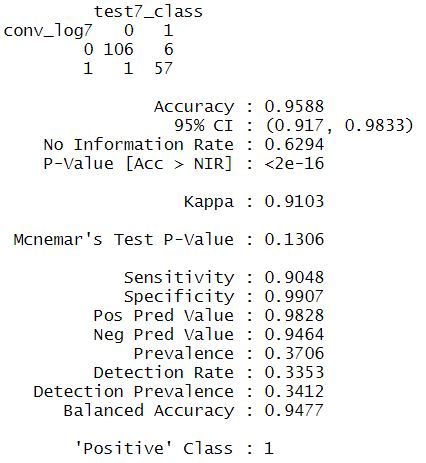 test7_class
conv_log7 0 1
0 106 6
1 1 57
Accuracy : 0.9588
95% CI : (0.917, 0.9833)
No Information Rate : 0.6294
P-Value [Acc > NIR] : <2e-16
Kappa : 0.9103
Mcnemar's Test P-Value : 0.1306
Sensitivity : 0.9048
Specificity : 0.9907
Pos Pred Value : 0.9828
Neg Pred Value : 0.9464
Prevalence : 0.3706
Detection Rate : 0.3353
Detection Prevalence : 0.3412
Balanced Accuracy : 0.9477
'Positive' Class : 1